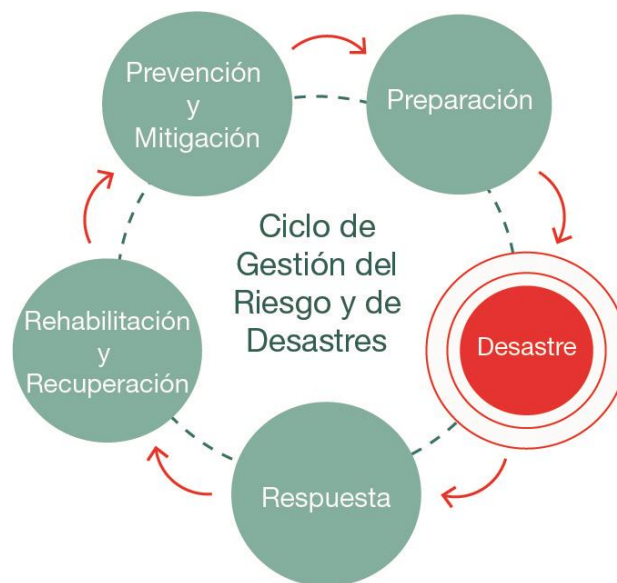 Prevención
y
Mitigación
Preparación
Ciclo de
Gestión del
Riesgo y de
Desastres
Desastre
Respuesta
Rehabilitación
y
Recuperación